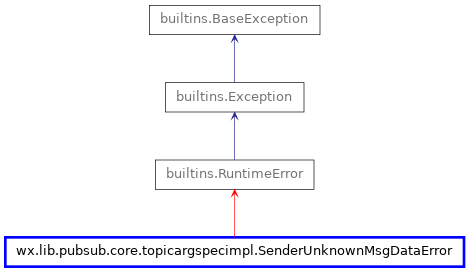 builtins.BaseException
builtins.Exception
builtins.RuntimeError
wx.lib.pubsub.core.topicargspecimpl.SenderUnknownMsgDataError